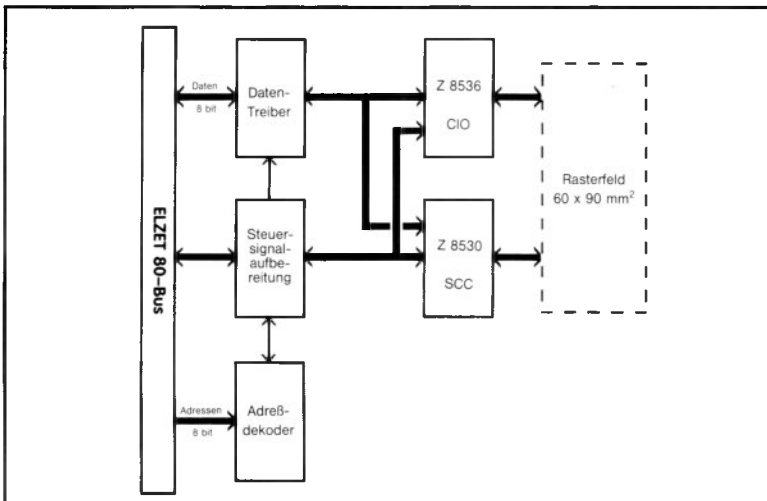 ELZET 80-Bus
Daten
8 bit
Daten-
Treiber
Z 8536
CIO
Rasterfeld
60 x 90 mm²
Steuer-
signal-
aufbe-
reitung
Z 8530
SCC
Adressen
8 bit
Adreß-
dekoder